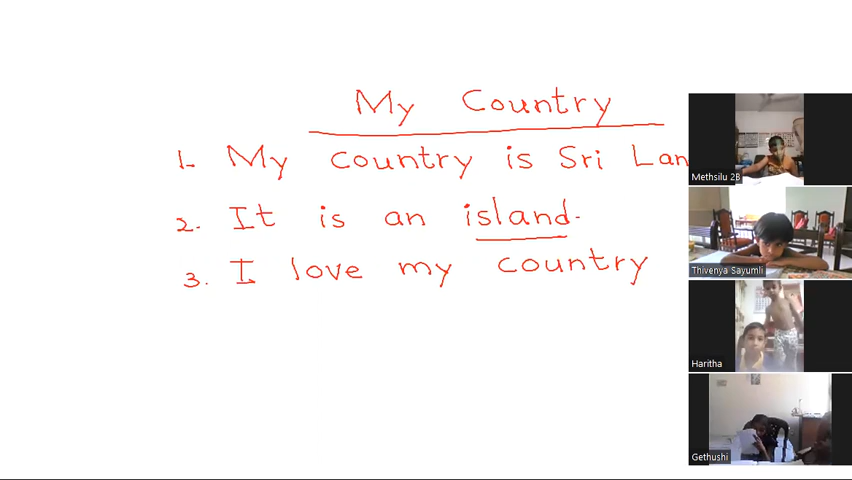 My Country
1. My country is Sri Lan
2. It is an island.
3. I love my country
Methsilu 2B
Thivenya Sayumli
Haritha
Gethushi